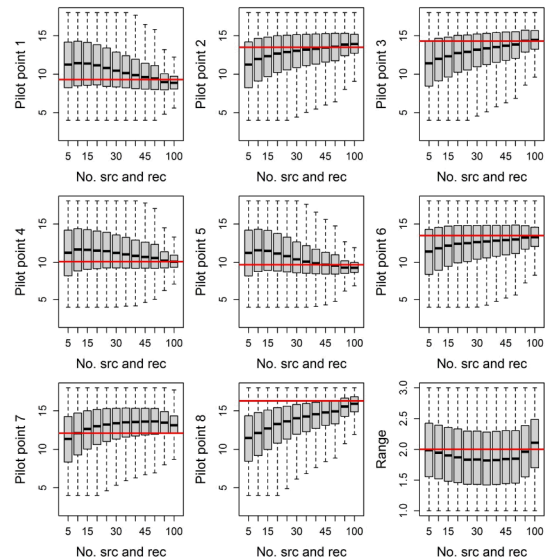 Pilot point 1
5 10 15
5 15 30 45 100
No. src and rec
Pilot point 2
5 10 15
5 15 30 45 100
No. src and rec
Pilot point 3
5 10 15
5 15 30 45 100
No. src and rec
Pilot point 4
5 10 15
5 15 30 45 100
No. src and rec
Pilot point 5
5 10 15
5 15 30 45 100
No. src and rec
Pilot point 6
5 10 15
5 15 30 45 100
No. src and rec
Pilot point 7
5 10 15
5 15 30 45 100
No. src and rec
Pilot point 8
5 10 15
5 15 30 45 100
No. src and rec
Range
1.0 1.5 2.0 2.5 3.0
5 15 30 45 100
No. src and rec